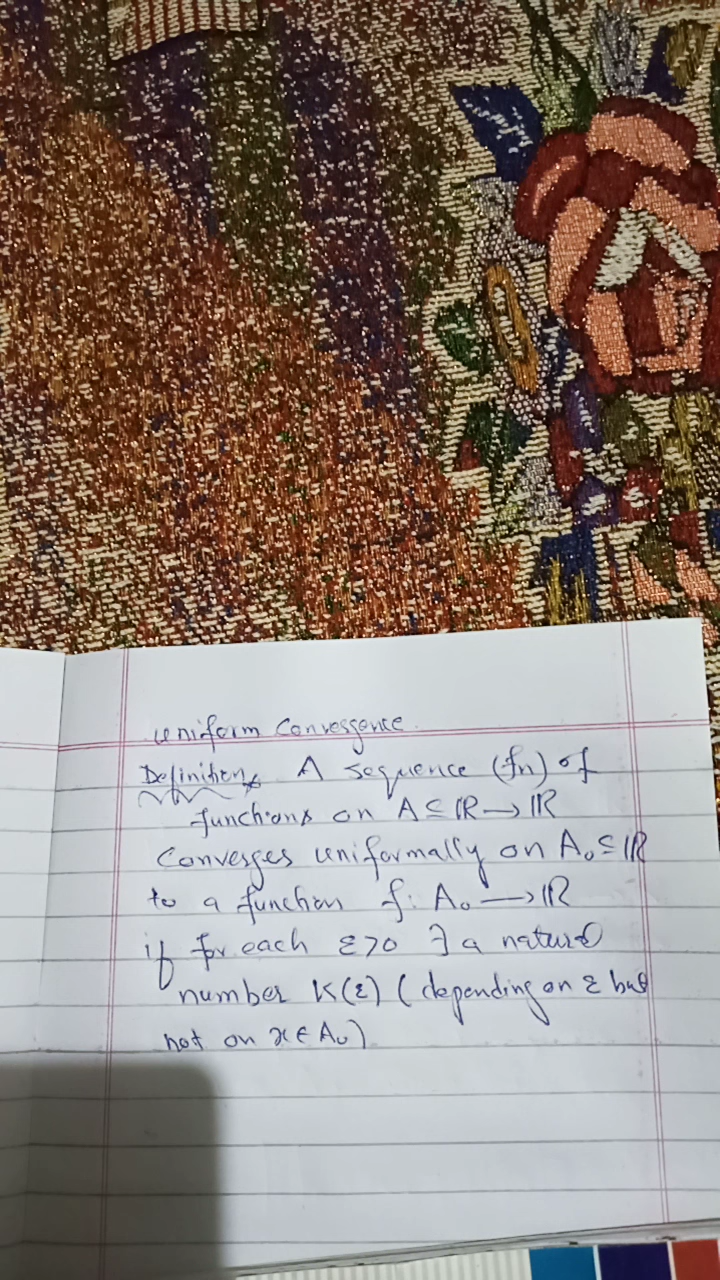 uniform Convergence.
Definition A sequence (fn) of
functions on A ⊆ ℝ → ℝ
Converges uniformally on A₀ ⊆ ℝ
to a function f: A₀ → ℝ
if for each ε>0 ∃ a natural
number K(ε) (depending on ε but
not on x ∈ A₀)